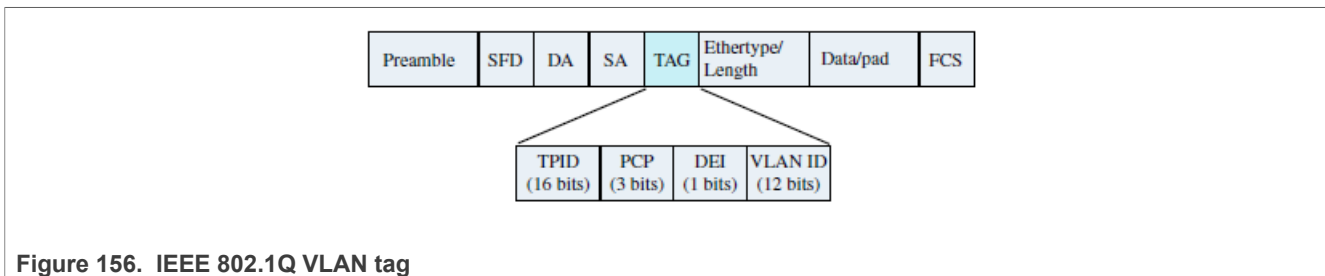 Preamble SFD DA SA TAG Ethertype/
Length Data/pad FCS
TPID PCP DEI VLAN ID
(16 bits) (3 bits) (1 bits) (12 bits)
Figure 156. IEEE 802.1Q VLAN tag